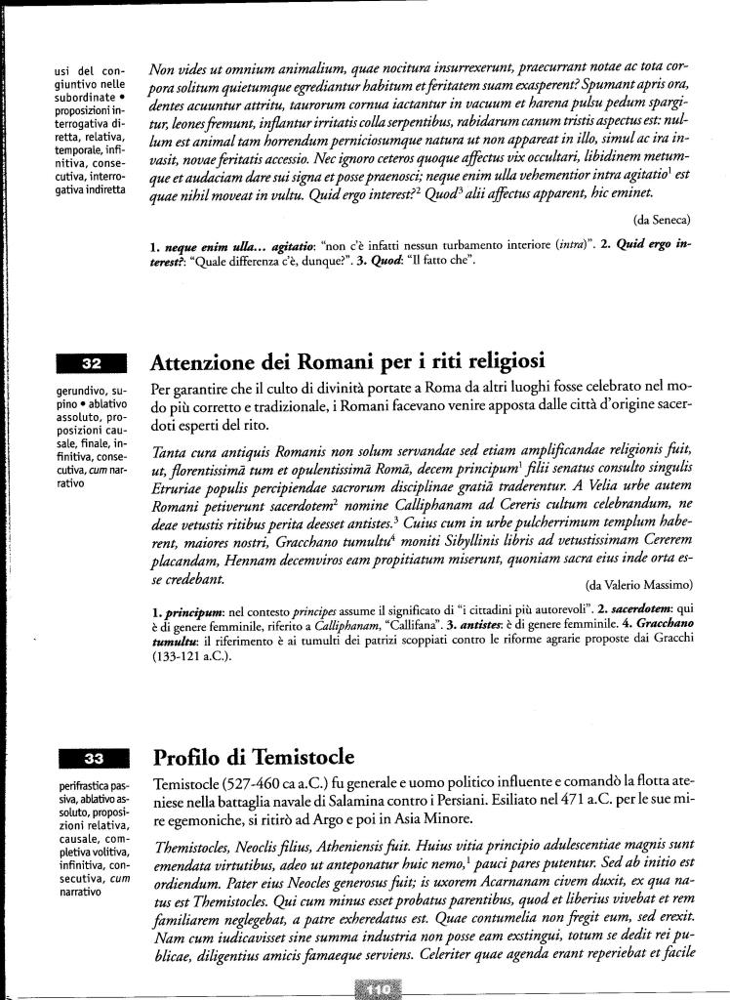 usi del con-
giuntivo nelle
subordinate •
proposizioni in-
terrogativa di-
retta, relativa,
temporale, infi-
nitiva, conse-
cutiva, interro-
gativa indiretta
Non vides ut omnium animalium, quae nocitura insurrexerunt, praecurrant notae ac tota cor-
pora solitum quietumque egrediantur habitum et feritatem suam exasperent? Spumant apris ora,
dentes acuuntur attritu, taurorum cornua iactantur in vacuum et harena pulsu pedum spargi-
tur, leones fremunt, inflantur irritatis colla serpentibus, rabidarum canum tristis aspectus est: nul-
lum est animal tam horrendum perniciosumque natura ut non appareat in illo, simul ac ira in-
vasit, novae feritatis accessio. Nec ignoro ceteros quoque affectus vix occultari, libidinem metum-
que et audaciam dare sui signa et posse praenosci; neque enim ulla vehementior intra agitatio¹ est
quae nihil moveat in vultu. Quid ergo interest?² Quod³ alii affectus apparent, hic eminet.
(da Seneca)
1. neque enim ulla... agitatio: “non c'è infatti nessun turbamento interiore (intra)”. 2. Quid ergo in-
terest?: “Quale differenza c'è, dunque?”. 3. Quod: “Il fatto che”.
32
Attenzione dei Romani per i riti religiosi
gerundivo, su-
pino • ablativo
assoluto, pro-
posizioni cau-
sale, finale, in-
finitiva, conse-
cutiva, cum nar-
rativo
Per garantire che il culto di divinità portate a Roma da altri luoghi fosse celebrato nel mo-
do più corretto e tradizionale, i Romani facevano venire apposta dalle città d'origine sacer-
doti esperti del rito.
Tanta cura antiquis Romanis non solum servandae sed etiam amplificandae religionis fuit,
ut, florentissimā tum et opulentissimā Romā, decem principum¹ filii senatus consulto singulis
Etruriae populis percipiendae sacrorum disciplinae gratiā traderentur. A Velia urbe autem
Romani petiverunt sacerdotem² nomine Calliphanam ad Cereris cultum celebrandum, ne
deae vetustis ritibus perita deesset antistes.³ Cuius cum in urbe pulcherrimum templum habe-
rent, maiores nostri, Gracchano tumultu⁴ moniti Sibyllinis libris ad vetustissimam Cererem
placandam, Hennam decemviros eam propitiatum miserunt, quoniam sacra eius inde orta es-
se credebant.
(da Valerio Massimo)
1. principum: nel contesto principes assume il significato di “i cittadini più autorevoli”. 2. sacerdotem: qui
è di genere femminile, riferito a Calliphanam, “Callifana”. 3. antistes: è di genere femminile. 4. Gracchano
tumultu: il riferimento è ai tumulti dei patrizi scoppiati contro le riforme agrarie proposte dai Gracchi
(133-121 a.C.).
33
Profilo di Temistocle
perifrastica pas-
siva, ablativo as-
soluto, proposi-
zioni relativa,
causale, com-
pletiva volitiva,
infinitiva, con-
secutiva, cum
narrativo
Temistocle (527-460 ca a.C.) fu generale e uomo politico influente e comandò la flotta ate-
niese nella battaglia navale di Salamina contro i Persiani. Esiliato nel 471 a.C. per le sue mi-
re egemoniche, si ritirò ad Argo e poi in Asia Minore.
Themistocles, Neoclis filius, Atheniensis fuit. Huius vitia principio adulescentiae magnis sunt
emendata virtutibus, adeo ut anteponatur huic nemo,¹ pauci pares putentur. Sed ab initio est
ordiendum. Pater eius Neocles generosus fuit; is uxorem Acarnanam civem duxit, ex qua na-
tus est Themistocles. Qui cum minus esset probatus parentibus, quod et liberius vivebat et rem
familiarem neglegebat, a patre exheredatus est. Quae contumelia non fregit eum, sed erexit.
Nam cum iudicavisset sine summa industria non posse eam exstingui, totum se dedit rei pu-
blicae, diligentius amicis famaeque serviens. Celeriter quae agenda erant reperiebat et facile
110